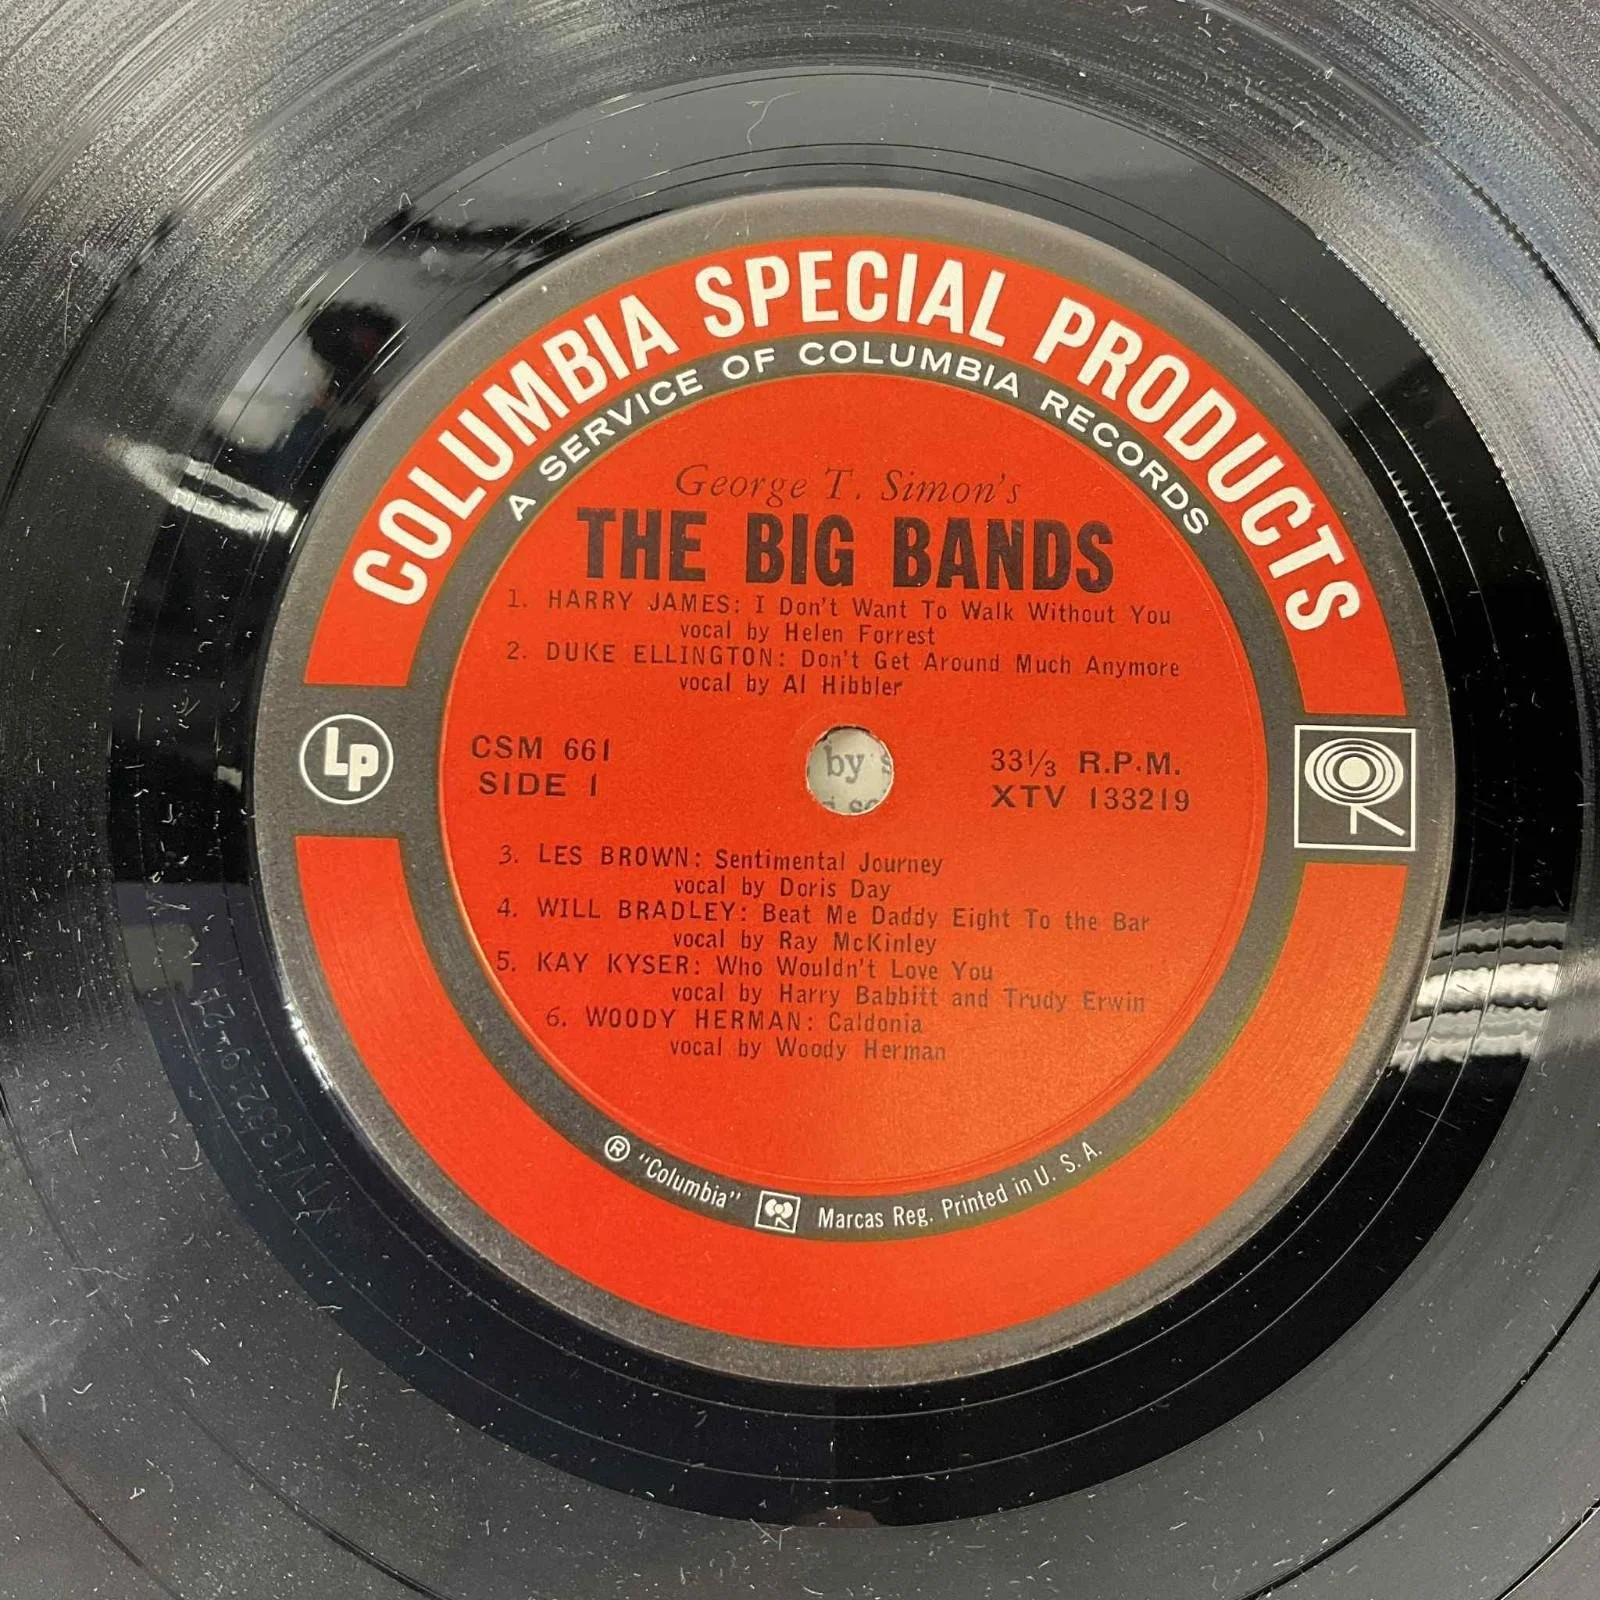 COLUMBIA SPECIAL PRODUCTS
A SERVICE OF COLUMBIA RECORDS
George T. Simon's
THE BIG BANDS
1. HARRY JAMES: I Don't Want To Walk Without You
vocal by Helen Forrest
2. DUKE ELLINGTON: Don't Get Around Much Anymore
vocal by Al Hibbler
Lp
CSM 661
SIDE 1
by
33⅓ R.P.M.
XTV 133219
3. LES BROWN: Sentimental Journey
vocal by Doris Day
4. WILL BRADLEY: Beat Me Daddy Eight To the Bar
vocal by Ray McKinley
5. KAY KYSER: Who Wouldn't Love You
vocal by Harry Babbitt and Trudy Erwin
6. WOODY HERMAN: Caldonia
vocal by Woody Herman
® "Columbia" Marcas Reg. Printed in U. S. A.